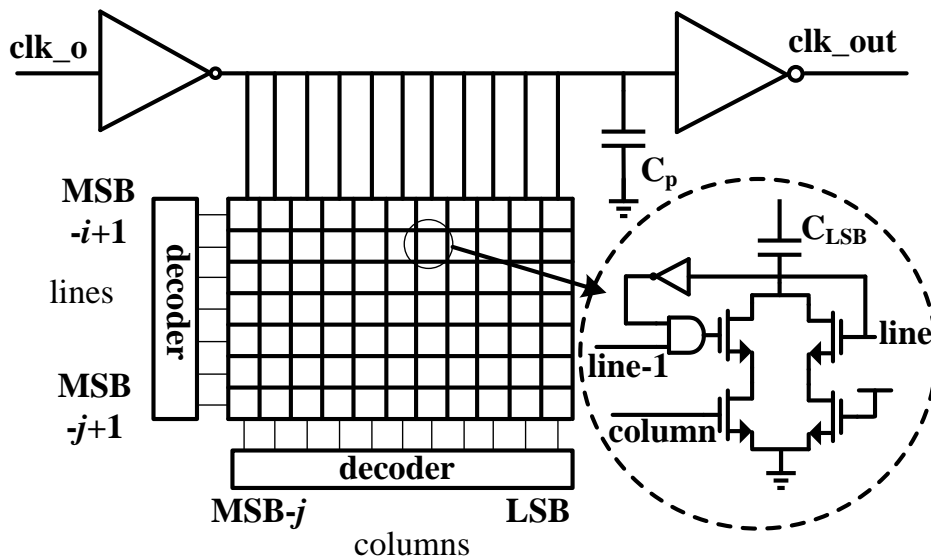 clk_o
clk_out
C_p
MSB
-i+1
decoder
lines
MSB
-j+1
C_LSB
line
line-1
column
decoder
MSB-j
LSB
columns